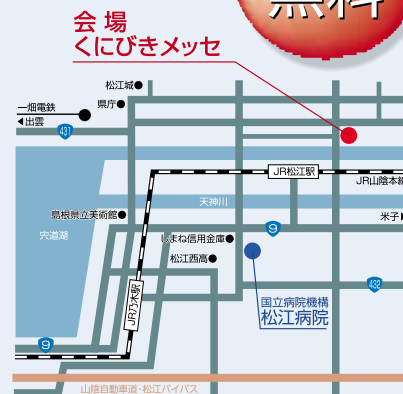 無料
会 場
くにびきメッセ
松江城
県庁
一畑電鉄
出雲
431
JR松江駅
JR山陰本線
天神川
島根県立美術館
米子
宍道湖
9
しまね信用金庫
松江西高
国立病院機構
松江病院
432
JR乃木駅
9
山陰自動車道・松江バイパス